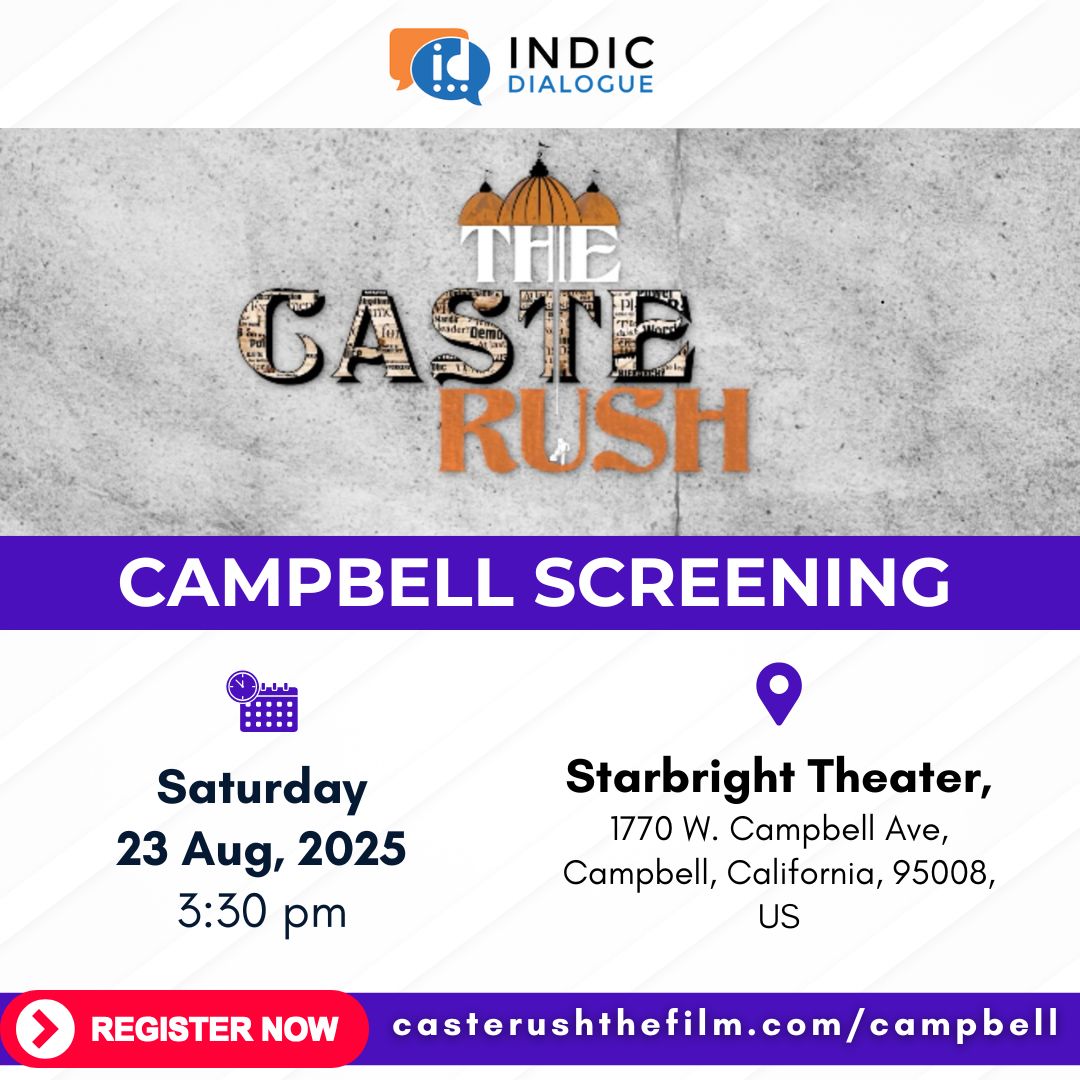 id
INDIC
DIALOGUE
THE
CASTE
RUSH
CAMPBELL SCREENING
Saturday
23 Aug, 2025
3:30 pm
Starbright Theater,
1770 W. Campbell Ave,
Campbell, California, 95008,
US
REGISTER NOW
casterushthefilm.com/campbell